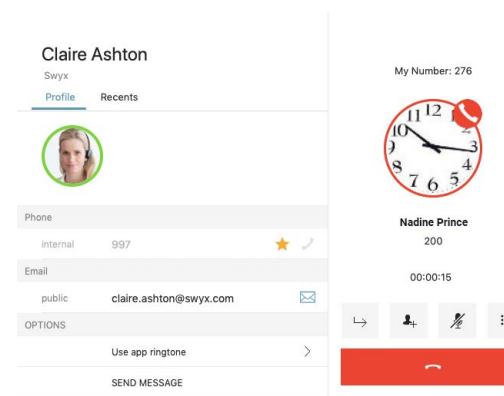 Claire Ashton
Swyx
Profile Recents
Phone
internal 997
Email
public claire.ashton@swyx.com
OPTIONS
Use app ringtone
SEND MESSAGE
My Number: 276
11 12
10 2
9 3
8 4
7 6 5
Nadine Prince
200
00:00:15